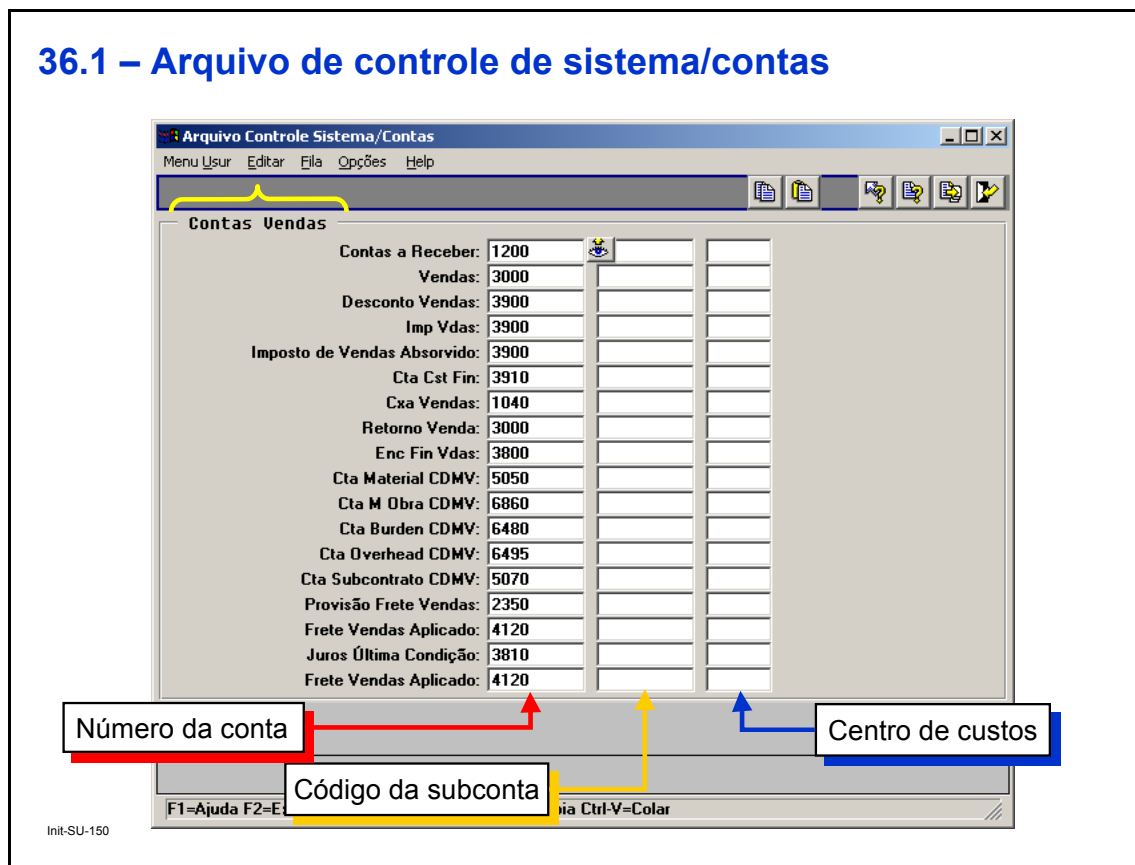 36.1 – Arquivo de controle de sistema/contas
Arquivo Controle Sistema/Contas
Menu Usur Editar Fila Opções Help
Contas Vendas
Contas a Receber: 1200
Vendas: 3000
Desconto Vendas: 3900
Imp Vdas: 3900
Imposto de Vendas Absorvido: 3900
Cta Cst Fin: 3910
Cxa Vendas: 1040
Retorno Venda: 3000
Enc Fin Vdas: 3800
Cta Material CDMV: 5050
Cta M Obra CDMV: 6860
Cta Burden CDMV: 6480
Cta Overhead CDMV: 6495
Cta Subcontrato CDMV: 5070
Provisão Frete Vendas: 2350
Frete Vendas Aplicado: 4120
Juros Última Condição: 3810
Frete Vendas Aplicado: 4120
Número da conta
Centro de custos
Código da subconta
F1=Ajuda Ctrl-V=Colar
Init-SU-150